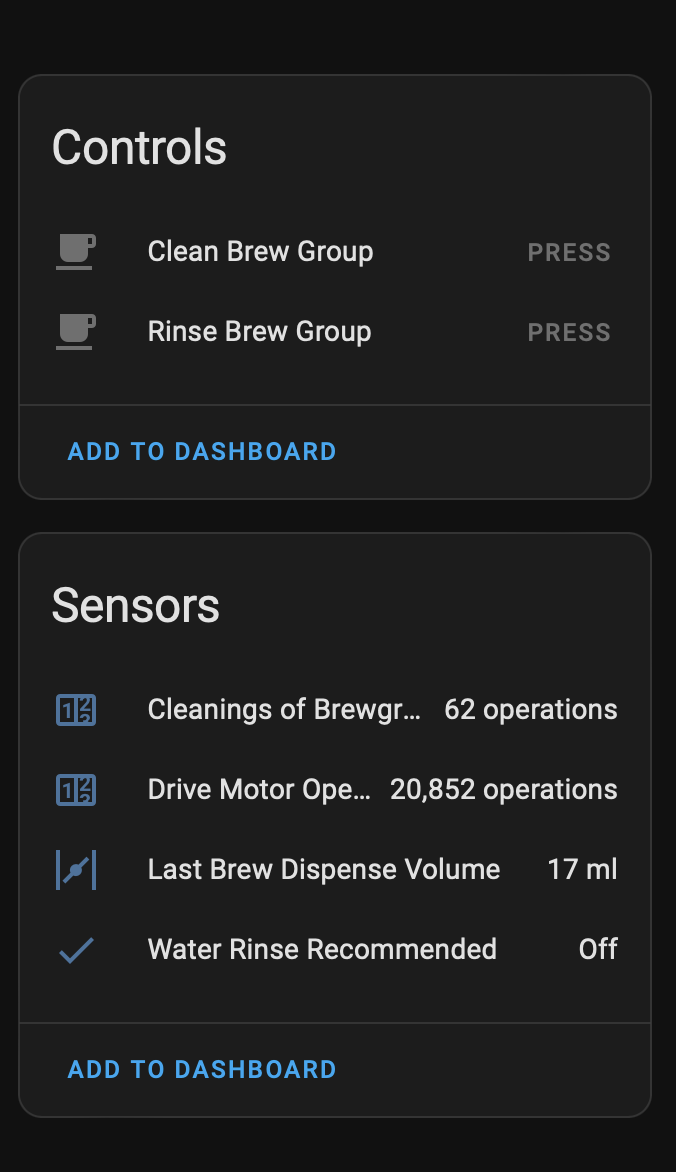 Controls
Clean Brew Group PRESS
Rinse Brew Group PRESS
ADD TO DASHBOARD
Sensors
Cleanings of Brewgr... 62 operations
Drive Motor Ope... 20,852 operations
Last Brew Dispense Volume 17 ml
Water Rinse Recommended Off
ADD TO DASHBOARD